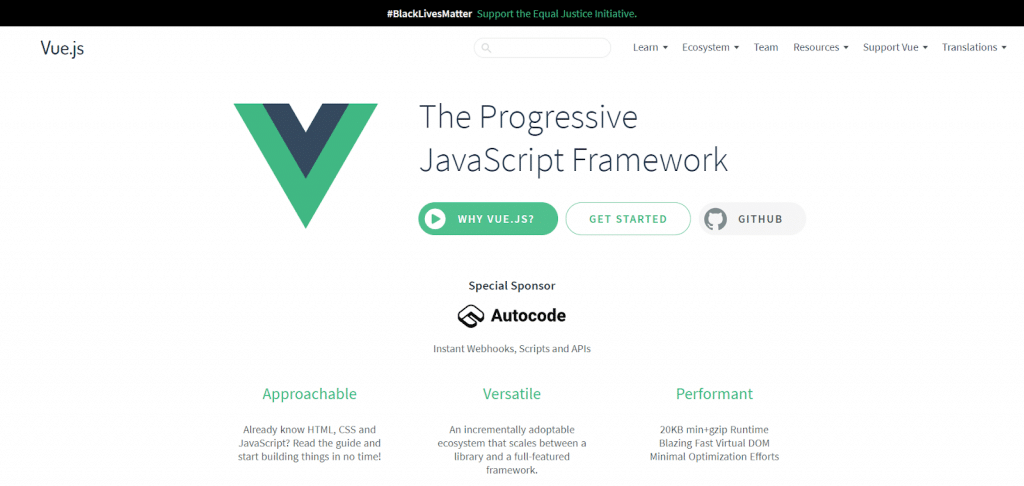 #BlackLivesMatter Support the Equal Justice Initiative.
Vue.js
Learn
Ecosystem
Team
Resources
Support Vue
Translations
The Progressive
JavaScript Framework
WHY VUE.JS?
GET STARTED
GITHUB
Special Sponsor
Autocode
Instant Webhooks, Scripts and APIs
Approachable
Already know HTML, CSS and
JavaScript? Read the guide and
start building things in no time!
Versatile
An incrementally adoptable
ecosystem that scales between a
library and a full-featured
framework.
Performant
20KB min+gzip Runtime
Blazing Fast Virtual DOM
Minimal Optimization Efforts